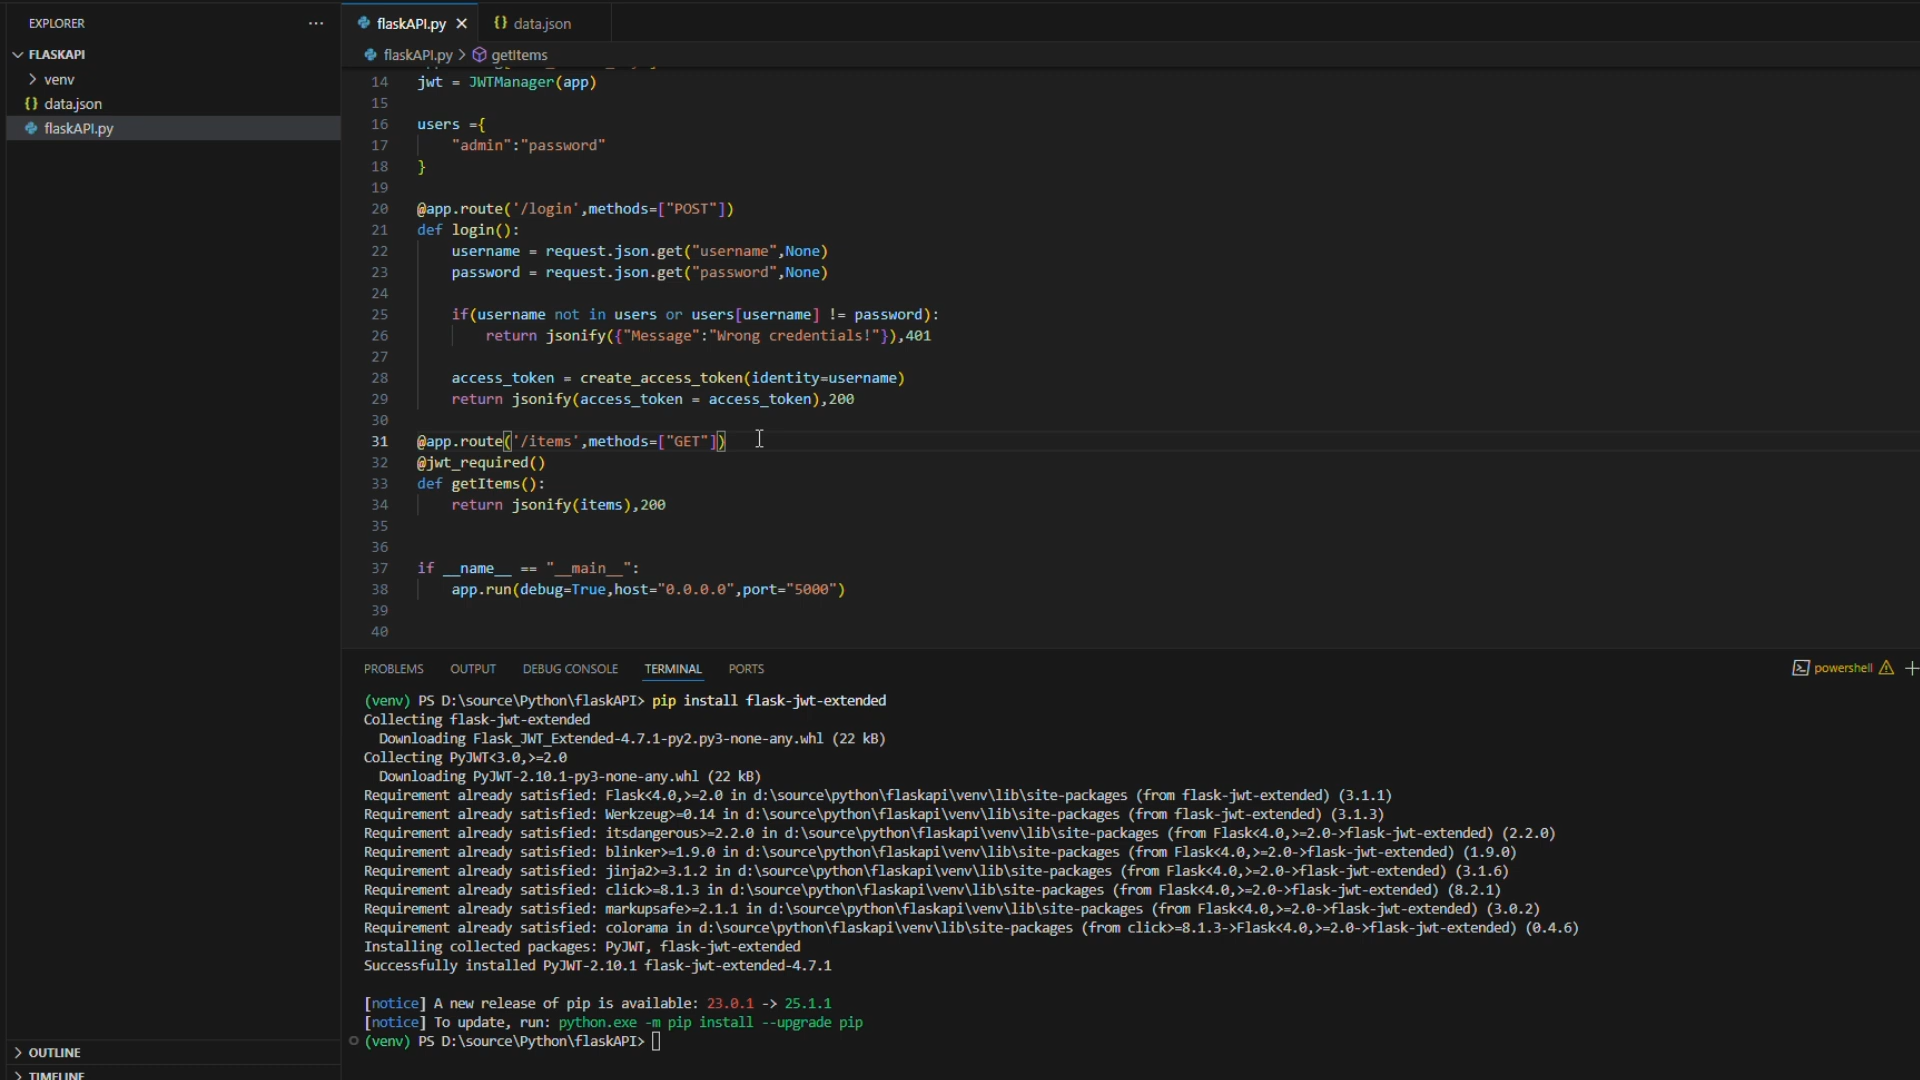 EXPLORER
FLASKAPI
venv
{} data.json
flaskAPI.py
OUTLINE
TIMELINE
flaskAPI.py
{} data.json
flaskAPI.py > getItems
14 jwt = JWTManager(app)
15
16 users ={
17 "admin":"password"
18 }
19
20 @app.route('/login',methods=["POST"])
21 def login():
22 username = request.json.get("username",None)
23 password = request.json.get("password",None)
24
25 if(username not in users or users[username] != password):
26 return jsonify({"Message":"Wrong credentials!"}),401
27
28 access_token = create_access_token(identity=username)
29 return jsonify(access_token = access_token),200
30
31 @app.route('/items',methods=["GET"])
32 @jwt_required()
33 def getItems():
34 return jsonify(items),200
35
36
37 if __name__ == "__main__":
38 app.run(debug=True,host="0.0.0.0",port="5000")
39
40
PROBLEMS OUTPUT DEBUG CONSOLE TERMINAL PORTS
powershell
(venv) PS D:\source\Python\flaskAPI> pip install flask-jwt-extended
Collecting flask-jwt-extended
Downloading Flask_JWT_Extended-4.7.1-py2.py3-none-any.whl (22 kB)
Collecting PyJWT<3.0,>=2.0
Downloading PyJWT-2.10.1-py3-none-any.whl (22 kB)
Requirement already satisfied: Flask<4.0,>=2.0 in d:\source\python\flaskapi\venv\lib\site-packages (from flask-jwt-extended) (3.1.1)
Requirement already satisfied: Werkzeug>=0.14 in d:\source\python\flaskapi\venv\lib\site-packages (from flask-jwt-extended) (3.1.3)
Requirement already satisfied: itsdangerous>=2.2.0 in d:\source\python\flaskapi\venv\lib\site-packages (from Flask<4.0,>=2.0->flask-jwt-extended) (2.2.0)
Requirement already satisfied: blinker>=1.9.0 in d:\source\python\flaskapi\venv\lib\site-packages (from Flask<4.0,>=2.0->flask-jwt-extended) (1.9.0)
Requirement already satisfied: jinja2>=3.1.2 in d:\source\python\flaskapi\venv\lib\site-packages (from Flask<4.0,>=2.0->flask-jwt-extended) (3.1.6)
Requirement already satisfied: click>=8.1.3 in d:\source\python\flaskapi\venv\lib\site-packages (from Flask<4.0,>=2.0->flask-jwt-extended) (8.2.1)
Requirement already satisfied: markupsafe>=2.1.1 in d:\source\python\flaskapi\venv\lib\site-packages (from Flask<4.0,>=2.0->flask-jwt-extended) (3.0.2)
Requirement already satisfied: colorama in d:\source\python\flaskapi\venv\lib\site-packages (from click>=8.1.3->Flask<4.0,>=2.0->flask-jwt-extended) (0.4.6)
Installing collected packages: PyJWT, flask-jwt-extended
Successfully installed PyJWT-2.10.1 flask-jwt-extended-4.7.1
[notice] A new release of pip is available: 23.0.1 -> 25.1.1
[notice] To update, run: python.exe -m pip install --upgrade pip
(venv) PS D:\source\Python\flaskAPI>